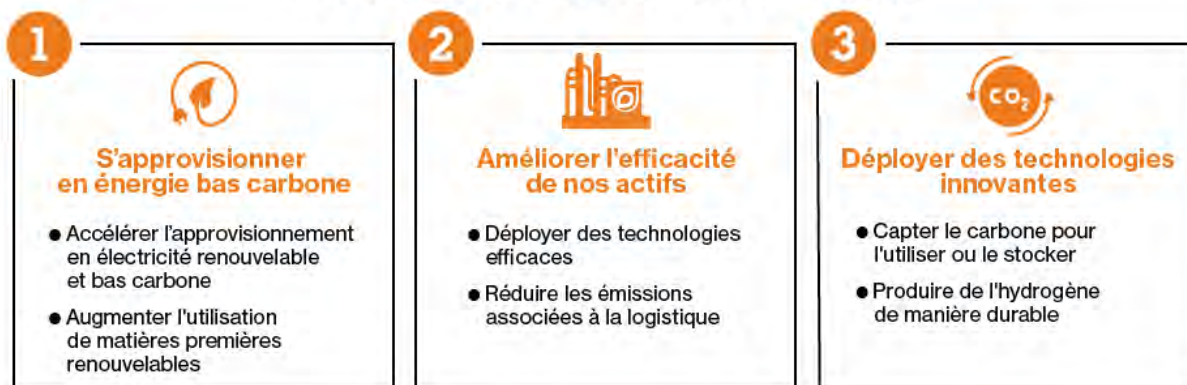 1
S'approvisionner
en énergie bas carbone
● Accélérer l'approvisionnement
en électricité renouvelable
et bas carbone
● Augmenter l'utilisation
de matières premières
renouvelables
2
Améliorer l'efficacité
de nos actifs
● Déployer des technologies
efficaces
● Réduire les émissions
associées à la logistique
3
CO₂
Déployer des technologies
innovantes
● Capter le carbone pour
l'utiliser ou le stocker
● Produire de l'hydrogène
de manière durable